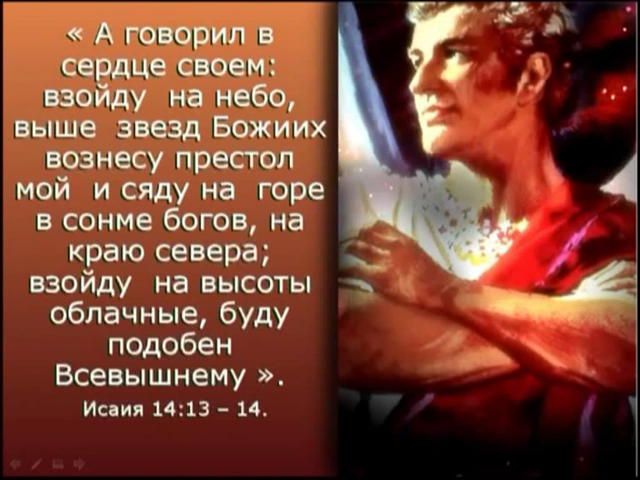 « А говорил в
сердце своем:
взойду на небо,
выше звезд Божиих
вознесу престол
мой и сяду на горе
в сонме богов, на
краю севера;
взойду на высоты
облачные, буду
подобен
Всевышнему ».
Исаия 14:13 – 14.